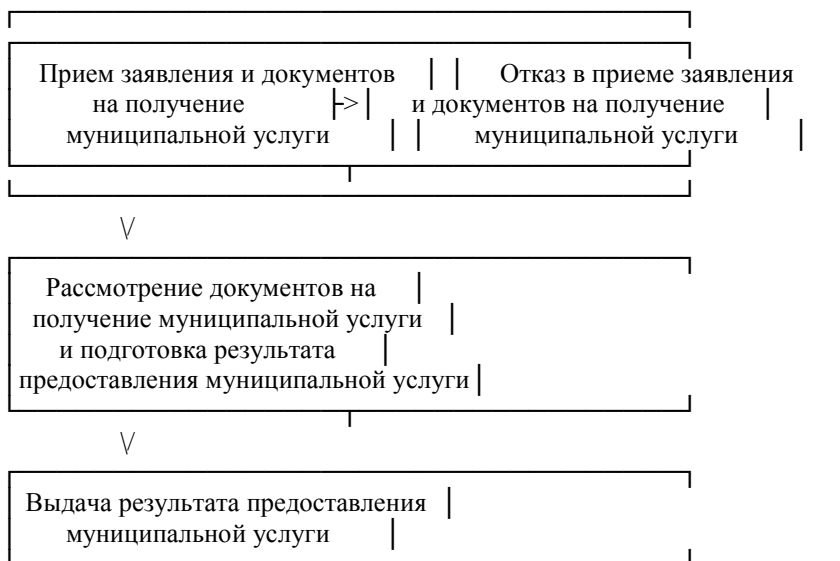 Прием заявления и документов Отказ в приеме заявления
на получение и документов на получение
муниципальной услуги муниципальной услуги
Рассмотрение документов на
получение муниципальной услуги
и подготовка результата
предоставления муниципальной услуги
Выдача результата предоставления
муниципальной услуги